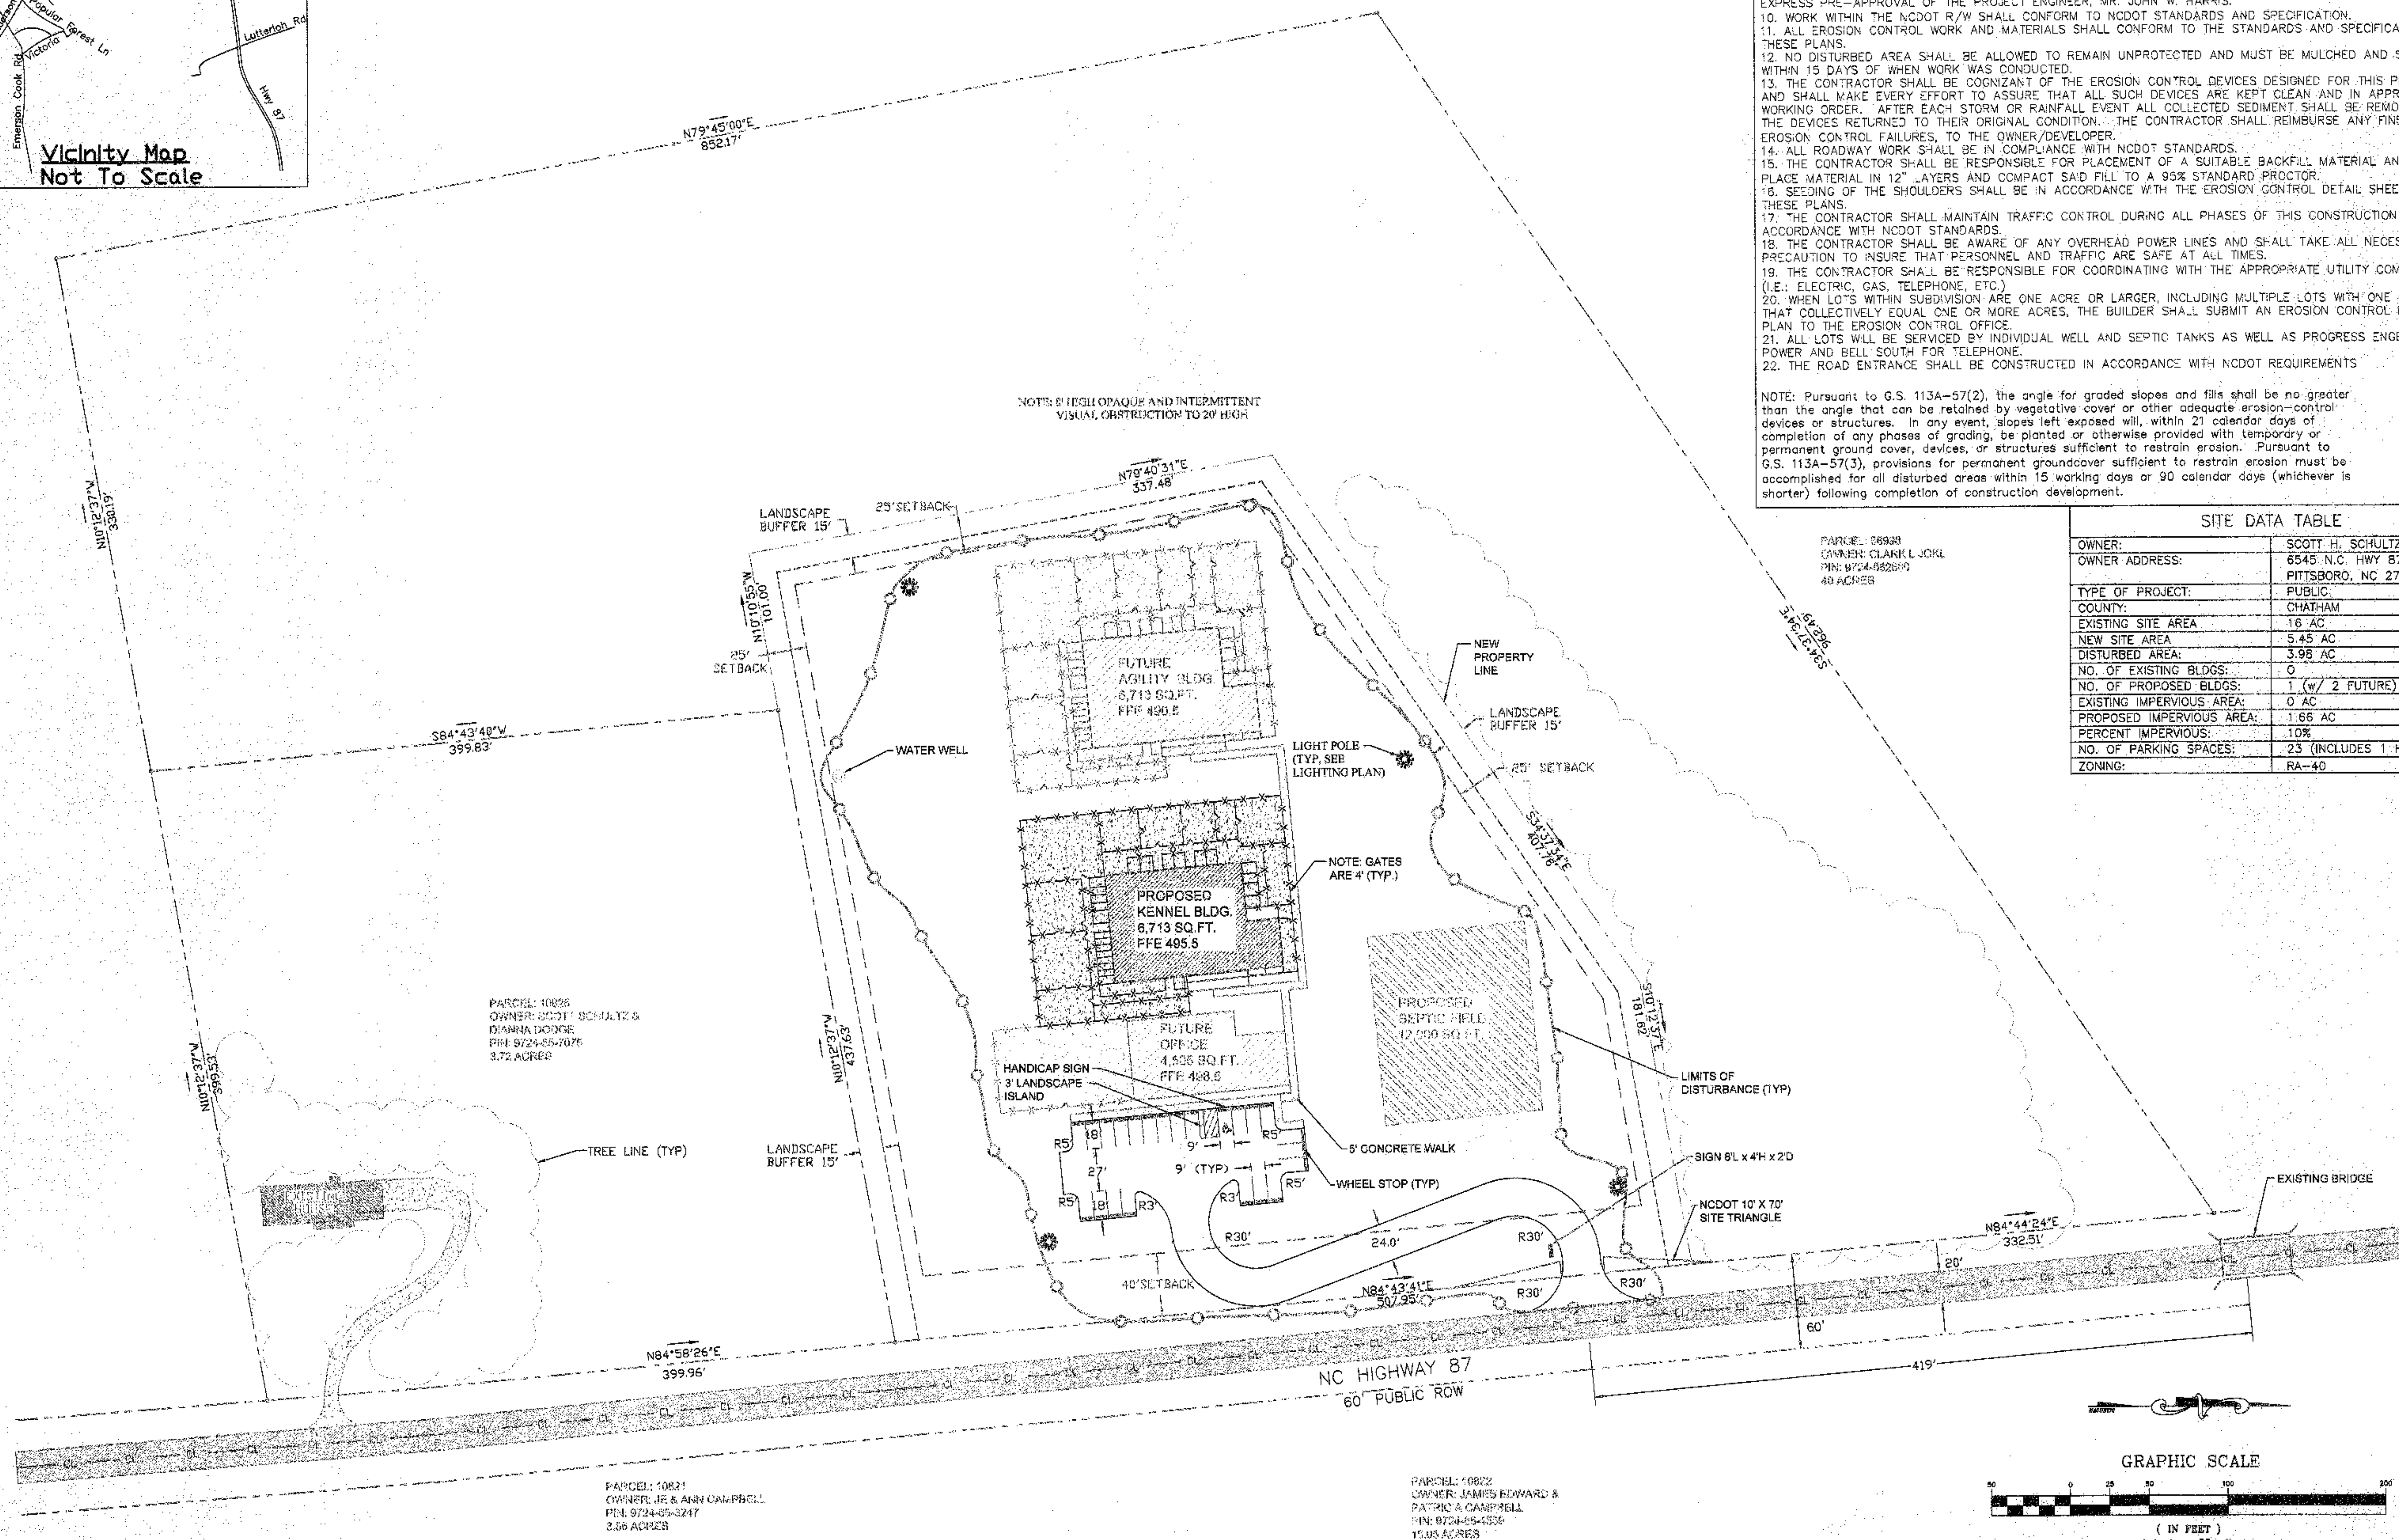 Popular Forest Ln
Victoria
Emerson Cook Rd
Lutterloh Rd
Hwy 87
Vicinity Map
Not To Scale
EXPRESS PRE-APPROVAL OF THE PROJECT ENGINEER, MR. JOHN W. HARRIS.
10. WORK WITHIN THE NCDOT R/W SHALL CONFORM TO NCDOT STANDARDS AND SPECIFICATION.
11. ALL EROSION CONTROL WORK AND MATERIALS SHALL CONFORM TO THE STANDARDS AND
THESE PLANS.
12. NO DISTURBED AREA SHALL BE ALLOWED TO REMAIN UNPROTECTED AND MUST BE MULCHED AND
WITHIN 15 DAYS OF WHEN WORK WAS CONDUCTED.
13. THE CONTRACTOR SHALL BE COGNIZANT OF THE EROSION CONTROL DEVICES DESIGNED FOR THIS
AND SHALL MAKE EVERY EFFORT TO ASSURE THAT ALL SUCH DEVICES ARE KEPT CLEAN AND IN
WORKING ORDER. AFTER EACH STORM OR RAINFALL EVENT ALL COLLECTED SEDIMENT SHALL BE
THE DEVICES RETURNED TO THEIR ORIGINAL CONDITION. THE CONTRACTOR SHALL REIMBURSE ANY
EROSION CONTROL FAILURES, TO THE OWNER/DEVELOPER.
14. ALL ROADWAY WORK SHALL BE IN COMPLIANCE WITH NCDOT STANDARDS.
15. THE CONTRACTOR SHALL BE RESPONSIBLE FOR PLACEMENT OF A SUITABLE BACKFILL MATERIAL
PLACE MATERIAL IN 12" LAYERS AND COMPACT SAID FILL TO A 95% STANDARD PROCTOR.
16. SEEDING OF THE SHOULDERS SHALL BE IN ACCORDANCE WITH THE EROSION CONTROL DETAIL
THESE PLANS.
17. THE CONTRACTOR SHALL MAINTAIN TRAFFIC CONTROL DURING ALL PHASES OF THIS CONSTRUCTION
ACCORDANCE WITH NCDOT STANDARDS.
18. THE CONTRACTOR SHALL BE AWARE OF ANY OVERHEAD POWER LINES AND SHALL TAKE ALL
PRECAUTION TO INSURE THAT PERSONNEL AND TRAFFIC ARE SAFE AT ALL TIMES.
19. THE CONTRACTOR SHALL BE RESPONSIBLE FOR COORDINATING WITH THE APPROPRIATE UTILITY
(I.E.: ELECTRIC, GAS, TELEPHONE, ETC.)
20. WHEN LOTS WITHIN SUBDIVISION ARE ONE ACRE OR LARGER, INCLUDING MULTIPLE LOTS WITH ONE
THAT COLLECTIVELY EQUAL ONE OR MORE ACRES, THE BUILDER SHALL SUBMIT AN EROSION CONTROL
PLAN TO THE EROSION CONTROL OFFICE.
21. ALL LOTS WILL BE SERVICED BY INDIVIDUAL WELL AND SEPTIC TANKS AS WELL AS PROGRESS
POWER AND BELL SOUTH FOR TELEPHONE.
22. THE ROAD ENTRANCE SHALL BE CONSTRUCTED IN ACCORDANCE WITH NCDOT REQUIREMENTS
NOTE: Pursuant to G.S. 113A-57(2), the angle for graded slopes and fills shall be no greater
than the angle that can be retained by vegetative cover or other adequate erosion-control
devices or structures. In any event, slopes left exposed will, within 21 calendar days of
completion of any phases of grading, be planted or otherwise provided with temporary or
permanent ground cover, devices, or structures sufficient to restrain erosion. Pursuant to
G.S. 113A-57(3), provisions for permanent groundcover sufficient to restrain erosion must be
accomplished for all disturbed areas within 15 working days or 90 calendar days (whichever is
shorter) following completion of construction development.
SITE DATA TABLE
OWNER: SCOTT H. SCHULTZ
OWNER ADDRESS: 6545 N.C. HWY
PITTSBORO, NC
TYPE OF PROJECT: PUBLIC
COUNTY: CHATHAM
EXISTING SITE AREA 16 AC
NEW SITE AREA 5.45 AC
DISTURBED AREA: 3.98 AC
NO. OF EXISTING BLDGS: 0
NO. OF PROPOSED BLDGS: 1 (w/ 2 FUTURE)
EXISTING IMPERVIOUS AREA: 0 AC
PROPOSED IMPERVIOUS AREA: 1.66 AC
PERCENT IMPERVIOUS: 10%
NO. OF PARKING SPACES: 23 (INCLUDES 1
ZONING: RA-40
N79°45'00"E
852.17'
N10°12'37"W
330.19'
HIGH OPAQUE AND INTERMITTENT
VISUAL OBSTRUCTION TO 20' HIGH
N79°40'31"E
337.48'
LANDSCAPE
BUFFER 15'
25' SETBACK
N10°10'55"W
101.00'
25'
SETBACK
FUTURE
AGILITY BLDG.
6,713 SQ.FT.
NEW
PROPERTY
LINE
LANDSCAPE
BUFFER 15'
25' SETBACK
OWNER: CLARK L
40 ACRES
S34°37'34"E
962.49'
S84°43'40"W
399.83'
WATER WELL
LIGHT POLE
(TYP, SEE
LIGHTING PLAN)
S34°37'34"E
407.76'
NOTE: GATES
ARE 4' (TYP.)
PROPOSED
KENNEL BLDG.
6,713 SQ.FT.
FFE 495.5
PROPOSED
SEPTIC FIELD
12,000 SQ.FT.
S10°12'37"E
181.62
PARCEL:
OWNER: SCOTT SCHULTZ &
DIANNA DODGE
3.72 ACRES
N10°12'37"W
399.53'
N10°12'37"W
437.63'
FUTURE
OFFICE
HANDICAP SIGN
3' LANDSCAPE
ISLAND
LIMITS OF
DISTURBANCE (TYP)
TREE LINE (TYP)
LANDSCAPE
BUFFER 15'
R5'
18'
9'
R5'
9' (TYP)
27'
R5'
18'
R3'
R3'
R5'
5' CONCRETE WALK
WHEEL STOP (TYP)
SIGN 8'L x 4'H x 2'D
EXISTING
HOUSE
NCDOT 10' X 70'
SITE TRIANGLE
EXISTING BRIDGE
R30'
24.0'
R30'
N84°44'24"E
332.51'
20'
40' SETBACK
N84°43'41"E
507.95'
R30'
R30'
60'
N84°58'26"E
399.96'
419'
NC HIGHWAY 87
60' PUBLIC ROW
PARCEL: 10821
OWNER: JE & ANN CAMPBELL
ACRES
PARCEL: 10822
OWNER: JAMES EDWARD &
CAMPBELL
ACRES
GRAPHIC SCALE
50 0 25 50 100 200
( IN FEET )